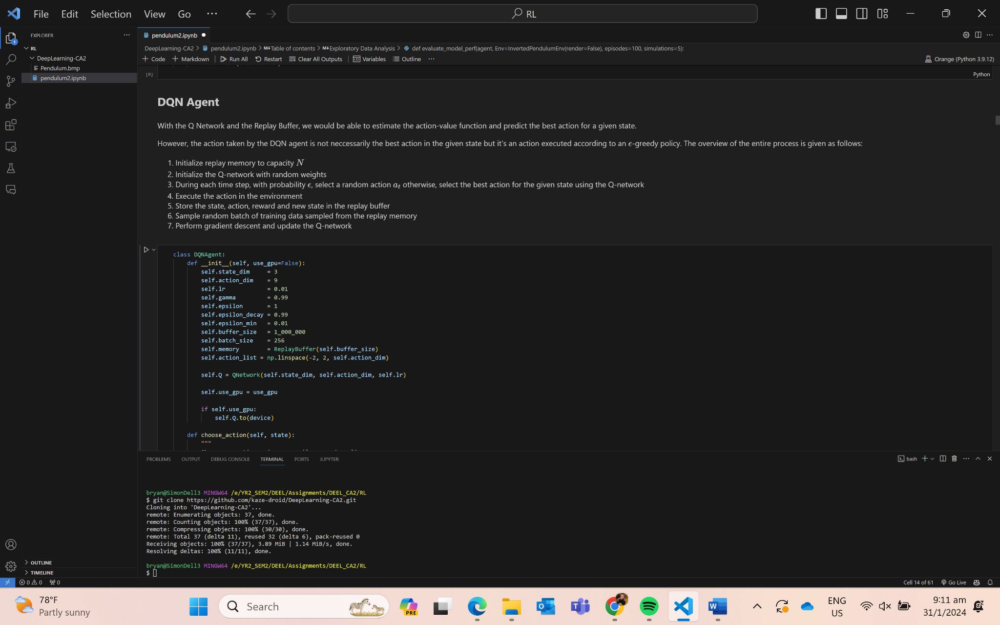 File Edit Selection View Go ···
RL
EXPLORER
RL
DeepLearning-CA2
Pendulum.bmp
pendulum2.ipynb
OUTLINE
TIMELINE
pendulum2.ipynb
DeepLearning-CA2 > pendulum2.ipynb > M↓Table of contents > M↓Exploratory Data Analysis > def evaluate_model_perf(agent, Env=InvertedPendulumEnv(render=False), episodes=100, simulations=5):
+ Code + Markdown Run All Restart Clear All Outputs Variables Outline ···
Orange (Python 3.9.12)
[8]
Python
DQN Agent
With the Q Network and the Replay Buffer, we would be able to estimate the action-value function and predict the best action for a given state.
However, the action taken by the DQN agent is not neccessarily the best action in the given state but it's an action executed according to an ϵ-greedy policy. The overview of the entire process is given as follows:
1. Initialize replay memory to capacity N
2. Initialize the Q-network with random weights
3. During each time step, with probability ϵ, select a random action aₜ otherwise, select the best action for the given state using the Q-network
4. Execute the action in the environment
5. Store the state, action, reward and new state in the replay buffer
6. Sample random batch of training data sampled from the replay memory
7. Perform gradient descent and update the Q-network
class DQNAgent:
def __init__(self, use_gpu=False):
self.state_dim = 3
self.action_dim = 9
self.lr = 0.01
self.gamma = 0.99
self.epsilon = 1
self.epsilon_decay = 0.99
self.epsilon_min = 0.01
self.buffer_size = 1_000_000
self.batch_size = 256
self.memory = ReplayBuffer(self.buffer_size)
self.action_list = np.linspace(-2, 2, self.action_dim)
self.Q = QNetwork(self.state_dim, self.action_dim, self.lr)
self.use_gpu = use_gpu
if self.use_gpu:
self.Q.to(device)
def choose_action(self, state):
"""
PROBLEMS OUTPUT DEBUG CONSOLE TERMINAL PORTS JUPYTER
bash
bryan@SimonDell3 MINGW64 /e/YR2_SEM2/DEEL/Assignments/DEEL_CA2/RL
$ git clone https://github.com/kaze-droid/DeepLearning-CA2.git
Cloning into 'DeepLearning-CA2'...
remote: Enumerating objects: 37, done.
remote: Counting objects: 100% (37/37), done.
remote: Compressing objects: 100% (30/30), done.
remote: Total 37 (delta 11), reused 32 (delta 6), pack-reused 0
Receiving objects: 100% (37/37), 3.89 MiB | 1.14 MiB/s, done.
Resolving deltas: 100% (11/11), done.
bryan@SimonDell3 MINGW64 /e/YR2_SEM2/DEEL/Assignments/DEEL_CA2/RL
$
0 0 0
Cell 14 of 61 Go Live
78°F
Partly sunny
Search
PRE
ENG
US
9:11 am
31/1/2024